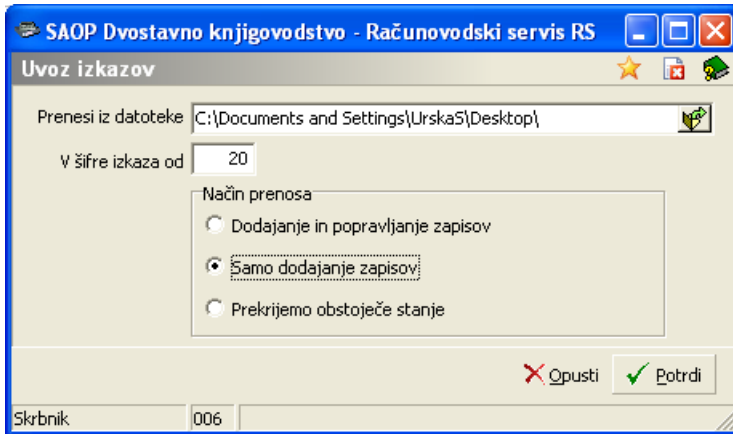 SAOP Dvostavno knjigovodstvo - Računovodski servis RS
Uvoz izkazov
Prenesi iz datoteke C:\Documents and Settings\UrskaS\Desktop\
V šifre izkaza od 20
Način prenosa
Dodajanje in popravljanje zapisov
Samo dodajanje zapisov
Prekrijemo obstoječe stanje
Opusti Potrdi
Skrbnik 006